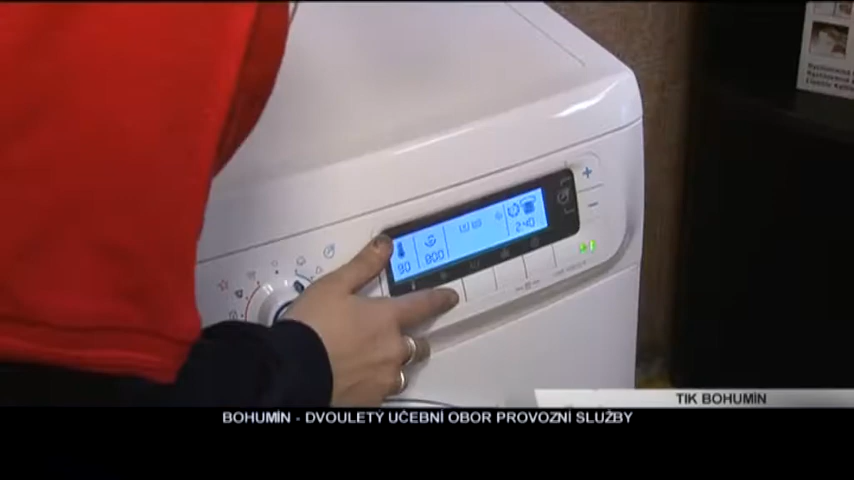 90
800
2:40
+
-
TIK BOHUMÍN
BOHUMÍN - DVOULETÝ UČEBNÍ OBOR PROVOZNÍ SLUŽBY